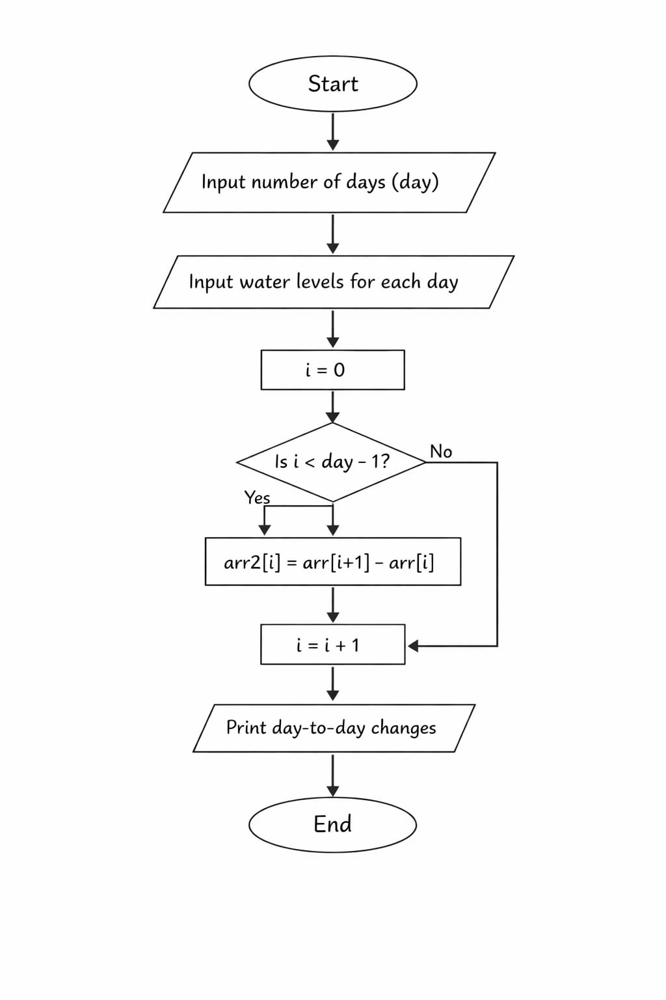 Start
Input number of days (day)
Input water levels for each day
i = 0
Is i < day – 1?
No
Yes
arr2[i] = arr[i+1] – arr[i]
i = i + 1
Print day-to-day changes
End